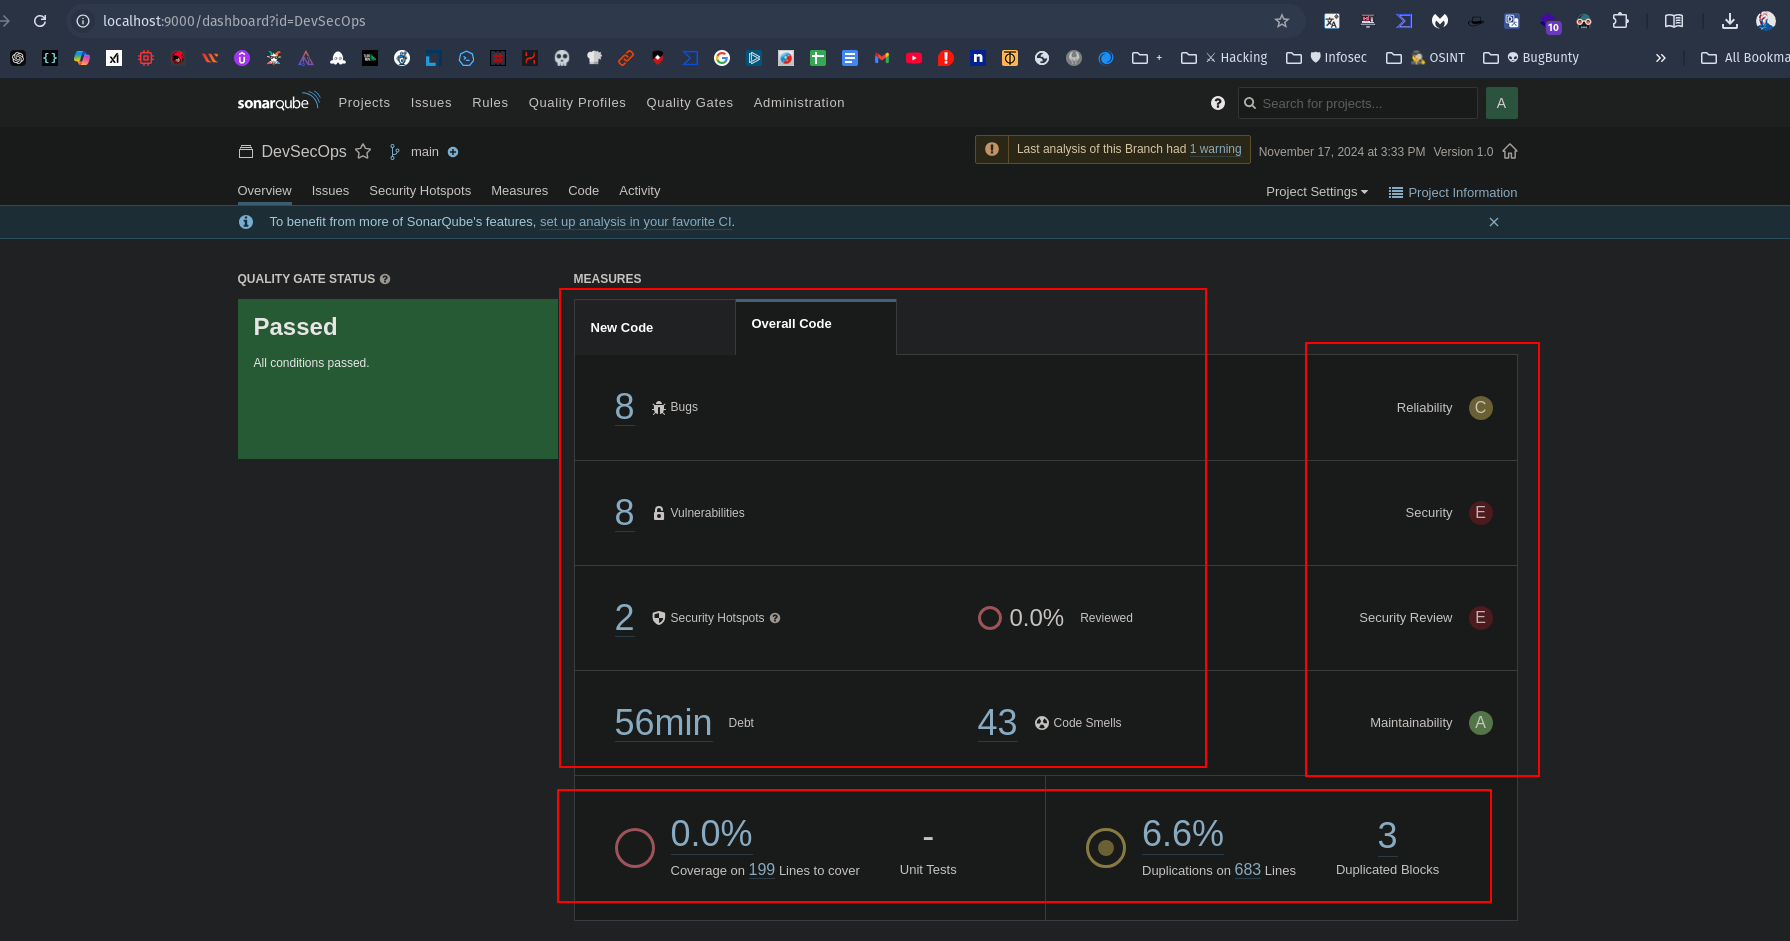 localhost:9000/dashboard?id=DevSecOps
10
+
Hacking
Infosec
OSINT
BugBunty
»
All Bookma
sonarqube
Projects
Issues
Rules
Quality Profiles
Quality Gates
Administration
Search for projects...
A
DevSecOps
main
Last analysis of this Branch had 1 warning
November 17, 2024 at 3:33 PM
Version 1.0
Overview
Issues
Security Hotspots
Measures
Code
Activity
Project Settings
Project Information
To benefit from more of SonarQube's features, set up analysis in your favorite CI.
QUALITY GATE STATUS
MEASURES
Passed
All conditions passed.
New Code
Overall Code
8 Bugs
Reliability C
8 Vulnerabilities
Security E
2 Security Hotspots
0.0% Reviewed
Security Review E
56min Debt
43 Code Smells
Maintainability A
0.0%
Coverage on 199 Lines to cover
-
Unit Tests
6.6%
Duplications on 683 Lines
3
Duplicated Blocks